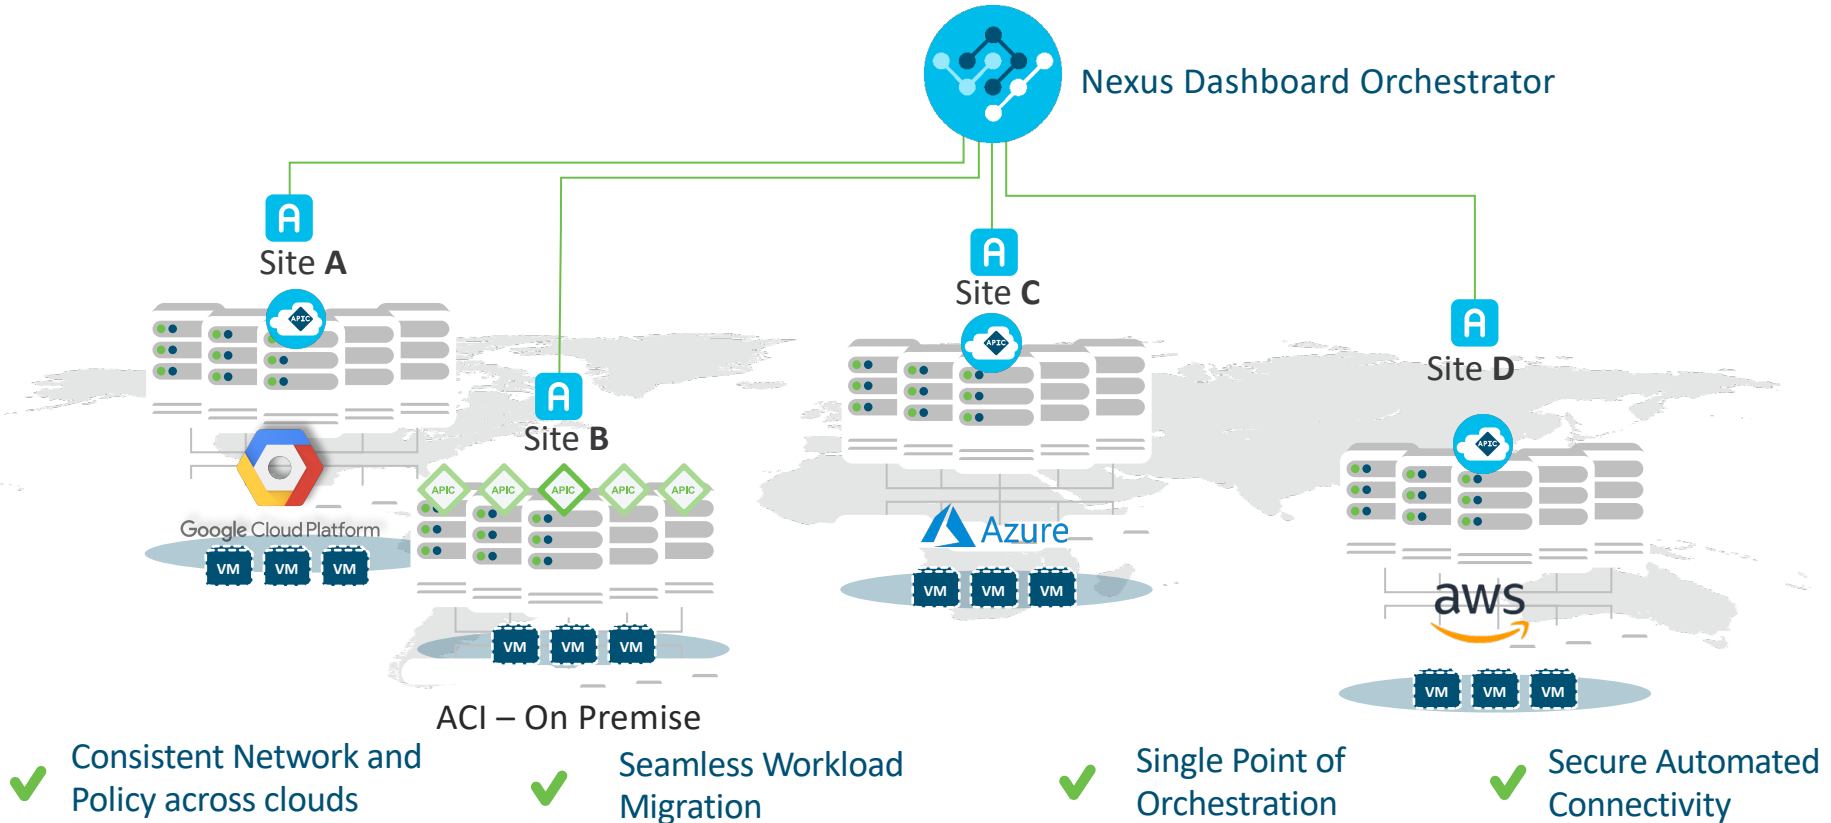 Nexus Dashboard Orchestrator
A
Site A
APIC
Google Cloud Platform
VM VM VM
A
Site B
APIC APIC APIC APIC APIC
VM VM VM
ACI – On Premise
A
Site C
APIC
Azure
VM VM VM
A
Site D
APIC
aws
VM VM VM
Consistent Network and
Policy across clouds
Seamless Workload
Migration
Single Point of
Orchestration
Secure Automated
Connectivity